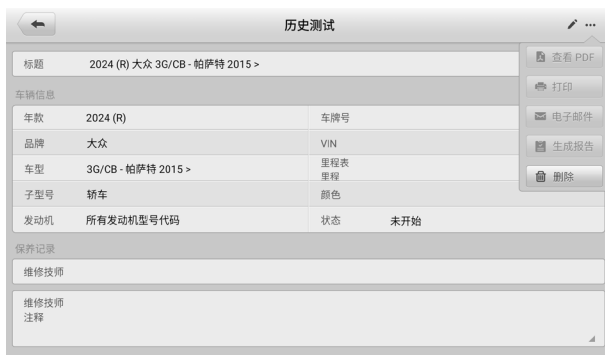 历史测试
标题 2024 (R) 大众 3G/CB - 帕萨特 2015 >
查看 PDF
打印
电子邮件
生成报告
删除
车辆信息
年款 2024 (R) 车牌号
品牌 大众 VIN
车型 3G/CB - 帕萨特 2015 > 里程表
里程
子型号 轿车 颜色
发动机 所有发动机型号代码 状态 未开始
保养记录
维修技师
维修技师
注释